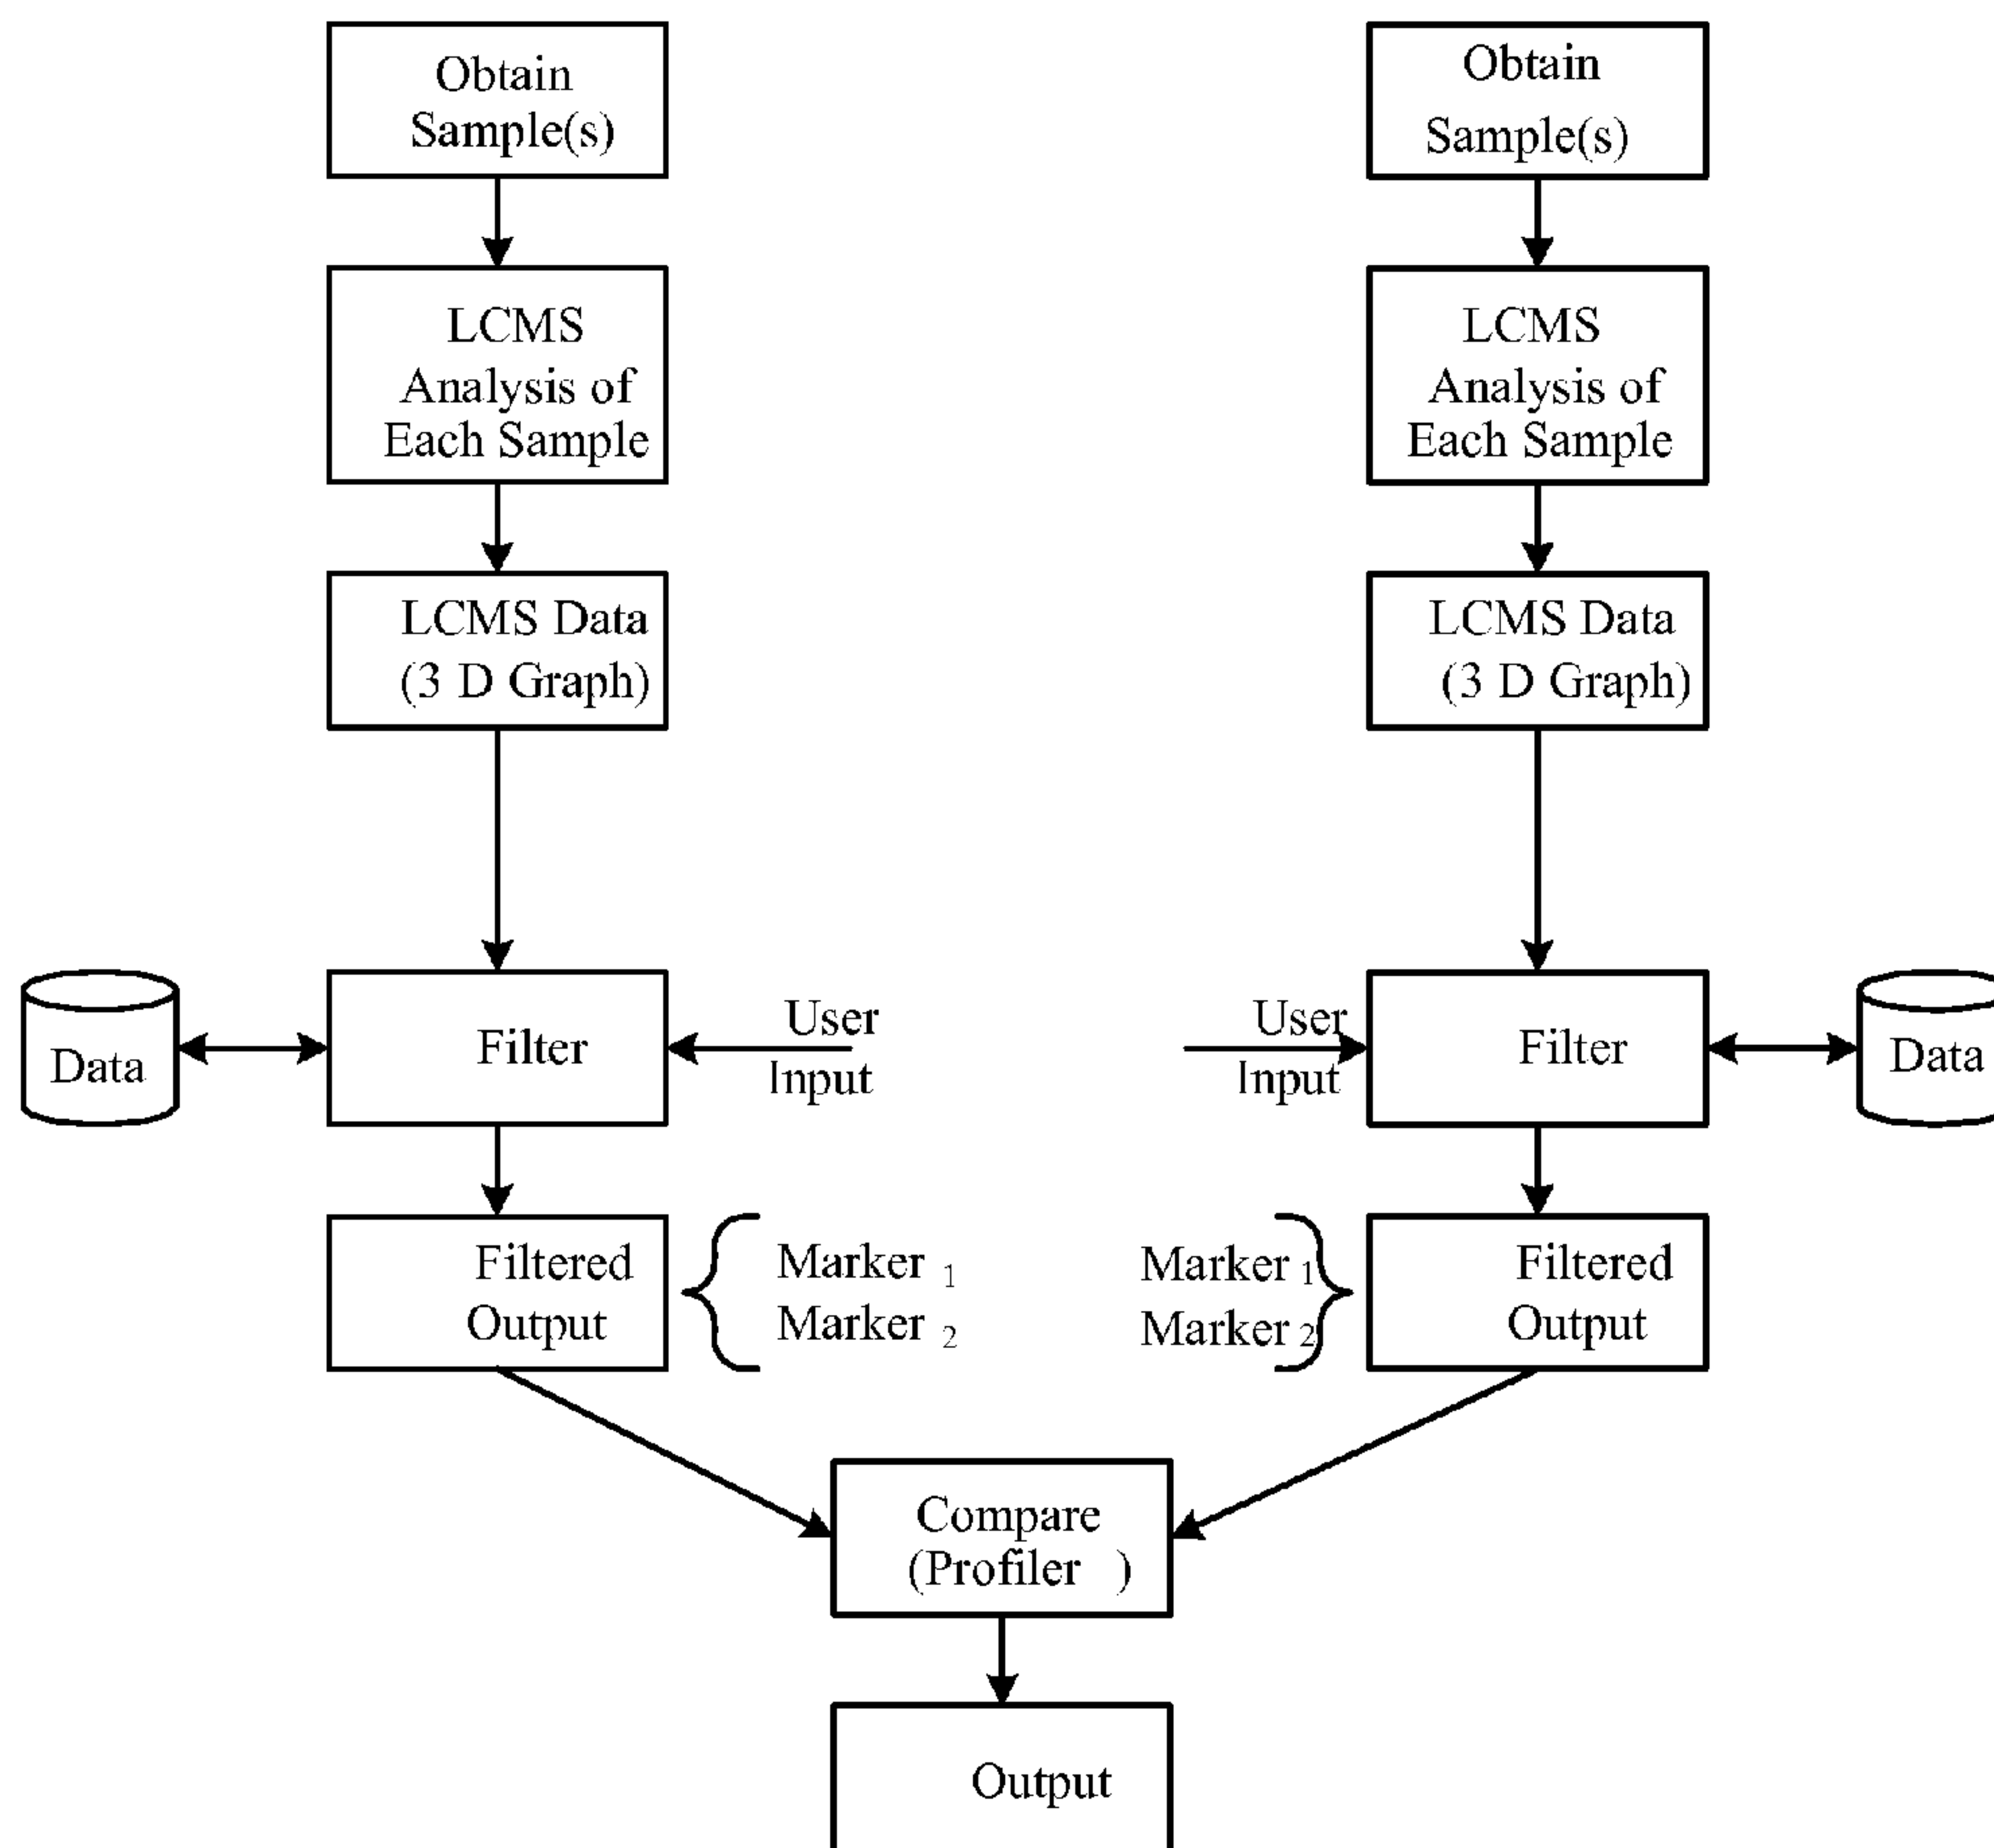 Obtain
Sample(s)
Obtain
Sample(s)
LCMS
Analysis of
Each Sample
LCMS
Analysis of
Each Sample
LCMS Data
(3 D Graph)
LCMS Data
(3 D Graph)
Data
Filter
User
Input
User
Input
Filter
Data
Filtered
Output
Marker 1
Marker 2
Marker 1
Marker 2
Filtered
Output
Compare
(Profiler )
Output